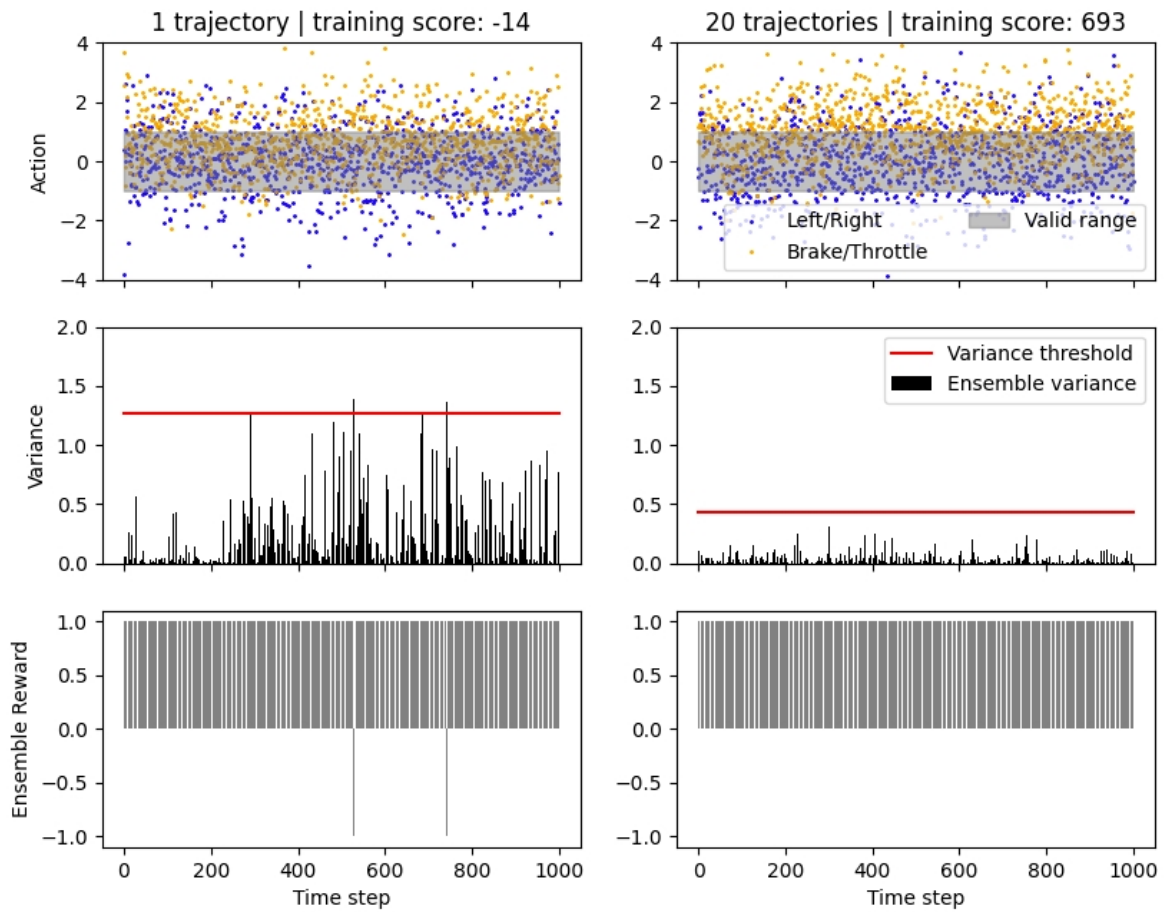 1 trajectory | training score: -14
20 trajectories | training score: 693
Action
4
2
0
−2
−4
4
2
0
−2
−4
Left/Right
Brake/Throttle
Valid range
Variance
2.0
1.5
1.0
0.5
0.0
2.0
1.5
1.0
0.5
0.0
Variance threshold
Ensemble variance
Ensemble Reward
1.0
0.5
0.0
−0.5
−1.0
0 200 400 600 800 1000
Time step
1.0
0.5
0.0
−0.5
−1.0
0 200 400 600 800 1000
Time step